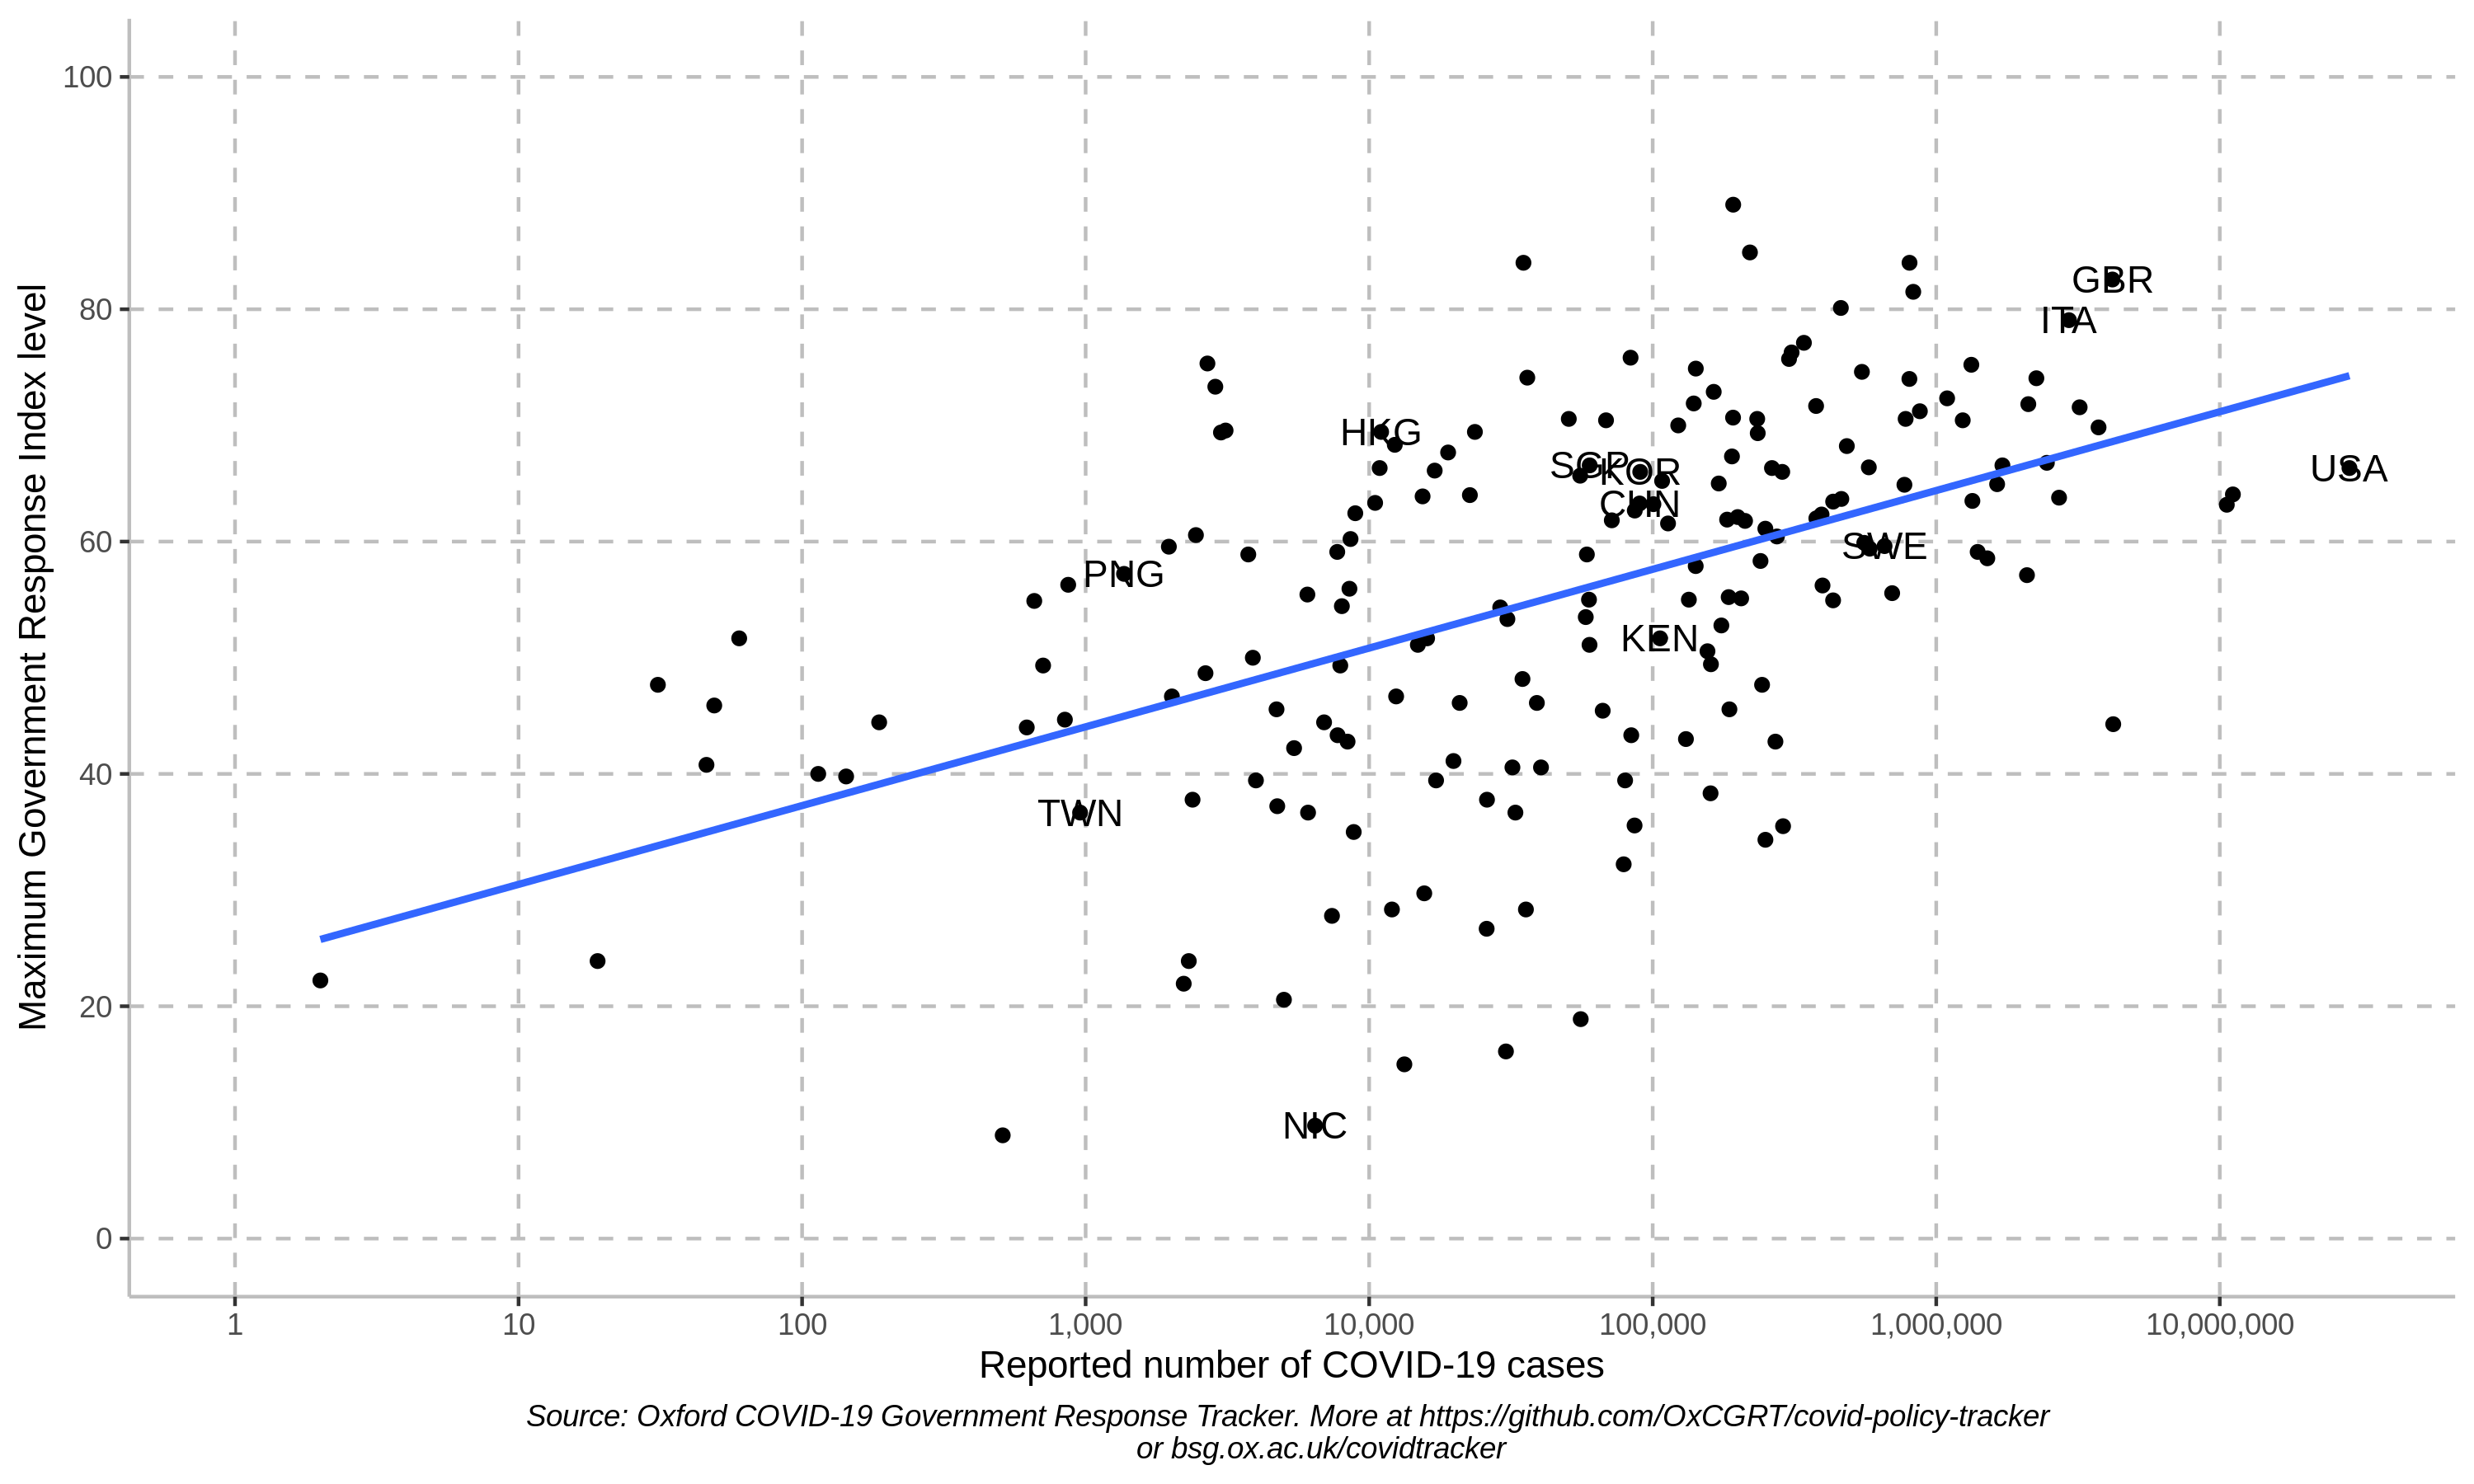 Maximum Government Response Index level
100
80
60
40
20
0
GBR
ITA
HKG
SGP
KOR
USA
CHN
SWE
PNG
KEN
TWN
NIC
1
10
100
1,000
10,000
100,000
1,000,000
10,000,000
Reported number of COVID-19 cases
Source: Oxford COVID-19 Government Response Tracker. More at https://github.com/OxCGRT/covid-policy-tracker
or bsg.ox.ac.uk/covidtracker